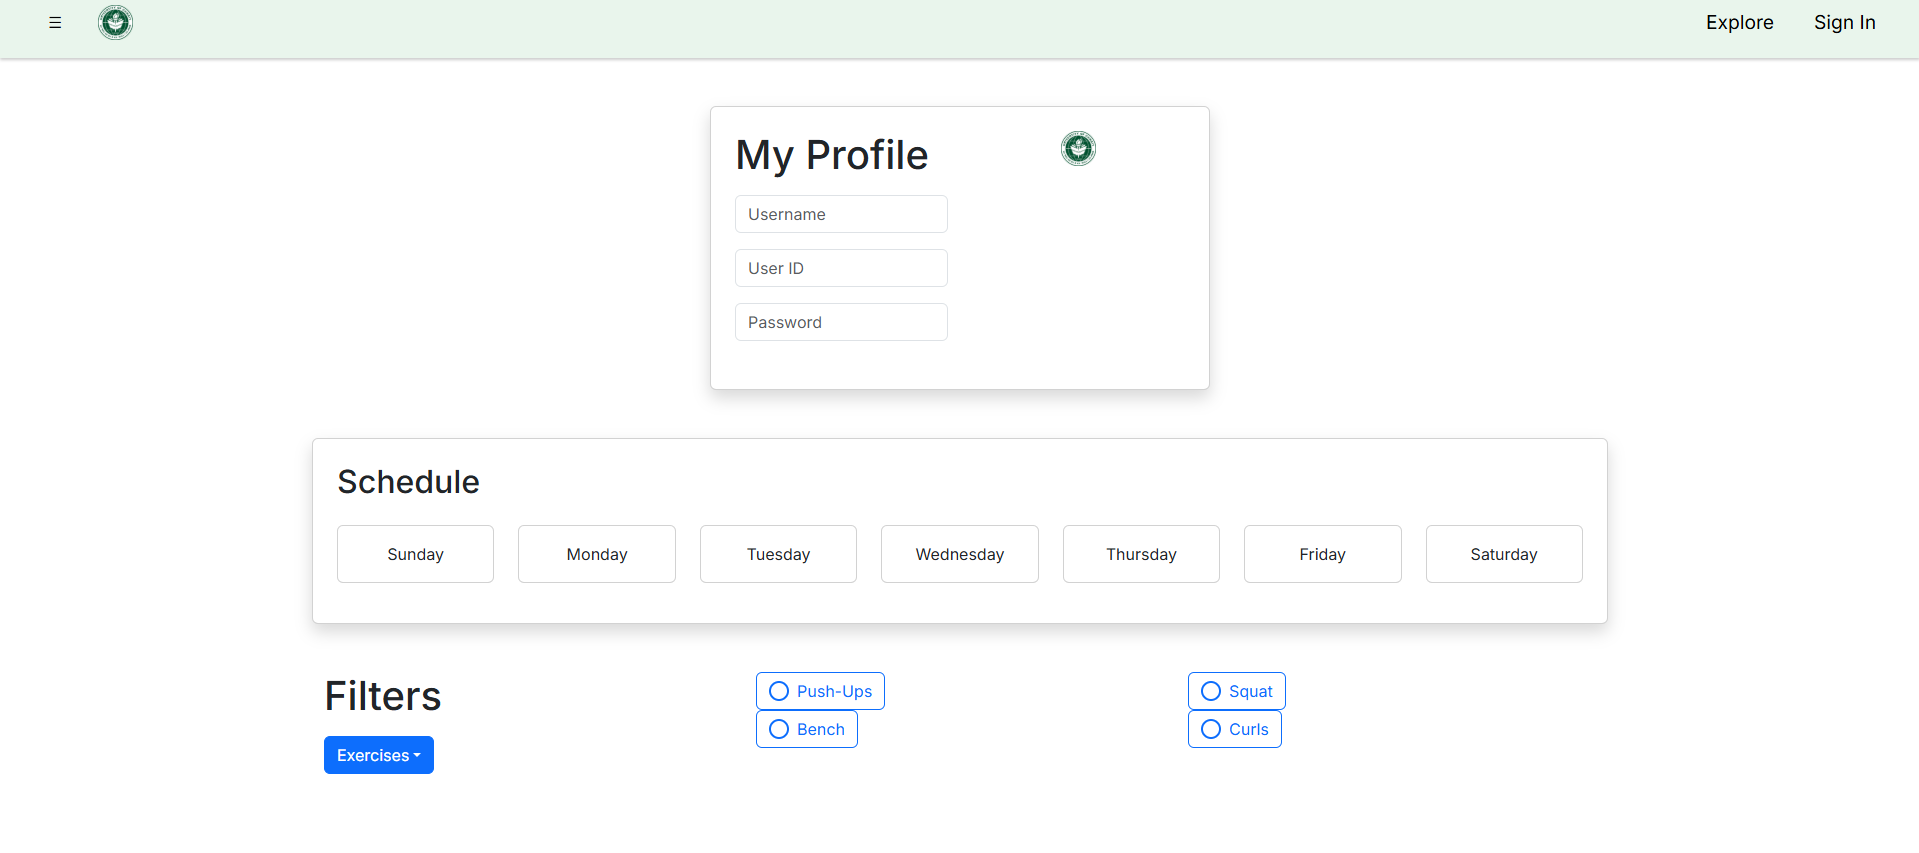 Explore Sign In
My Profile
Username
User ID
Password
Schedule
Sunday Monday Tuesday Wednesday Thursday Friday Saturday
Filters
Exercises
Push-Ups
Bench
Squat
Curls